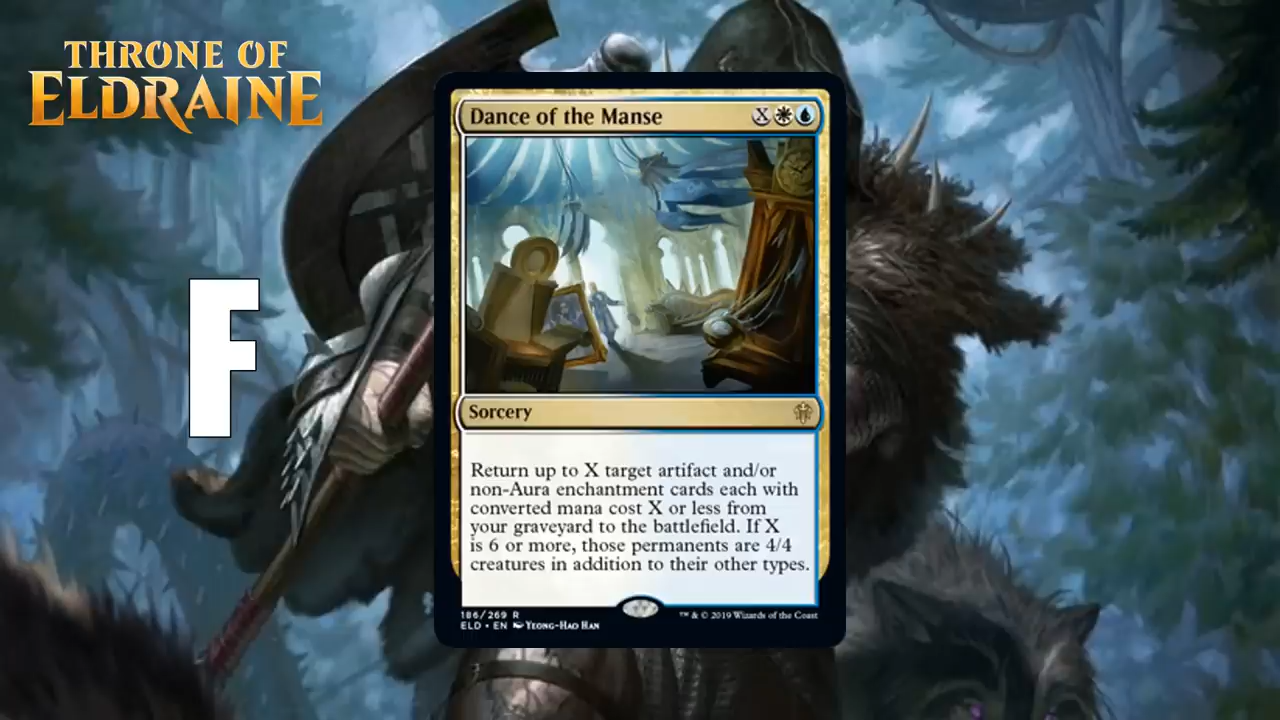 THRONE OF
ELDRAINE
F
Dance of the Manse X
Sorcery
Return up to X target artifact and/or
non-Aura enchantment cards each with
converted mana cost X or less from
your graveyard to the battlefield. If X
is 6 or more, those permanents are 4/4
creatures in addition to their other types.
186/269 R
ELD • EN Yeong-Hao Han
™ & © 2019 Wizards of the Coast